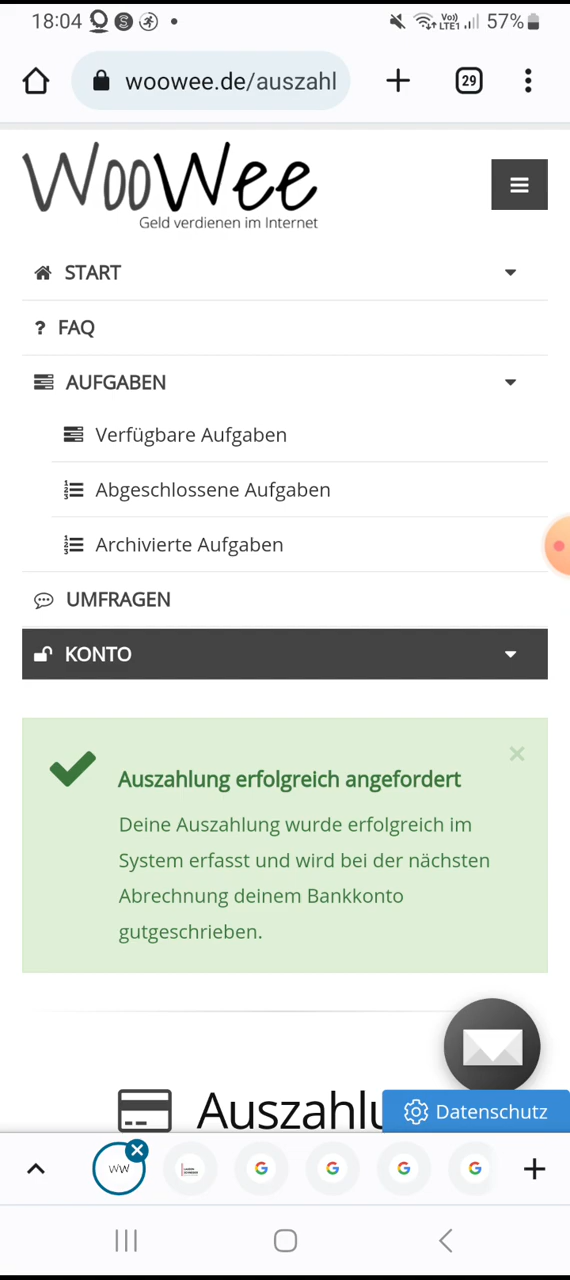 18:04 S Vo)) LTE1 57%
woowee.de/auszahl
29
WooWee
Geld verdienen im Internet
START
? FAQ
AUFGABEN
Verfügbare Aufgaben
Abgeschlossene Aufgaben
Archivierte Aufgaben
UMFRAGEN
KONTO
Auszahlung erfolgreich angefordert
Deine Auszahlung wurde erfolgreich im
System erfasst und wird bei der nächsten
Abrechnung deinem Bankkonto
gutgeschrieben.
Auszahlu
Datenschutz
WW